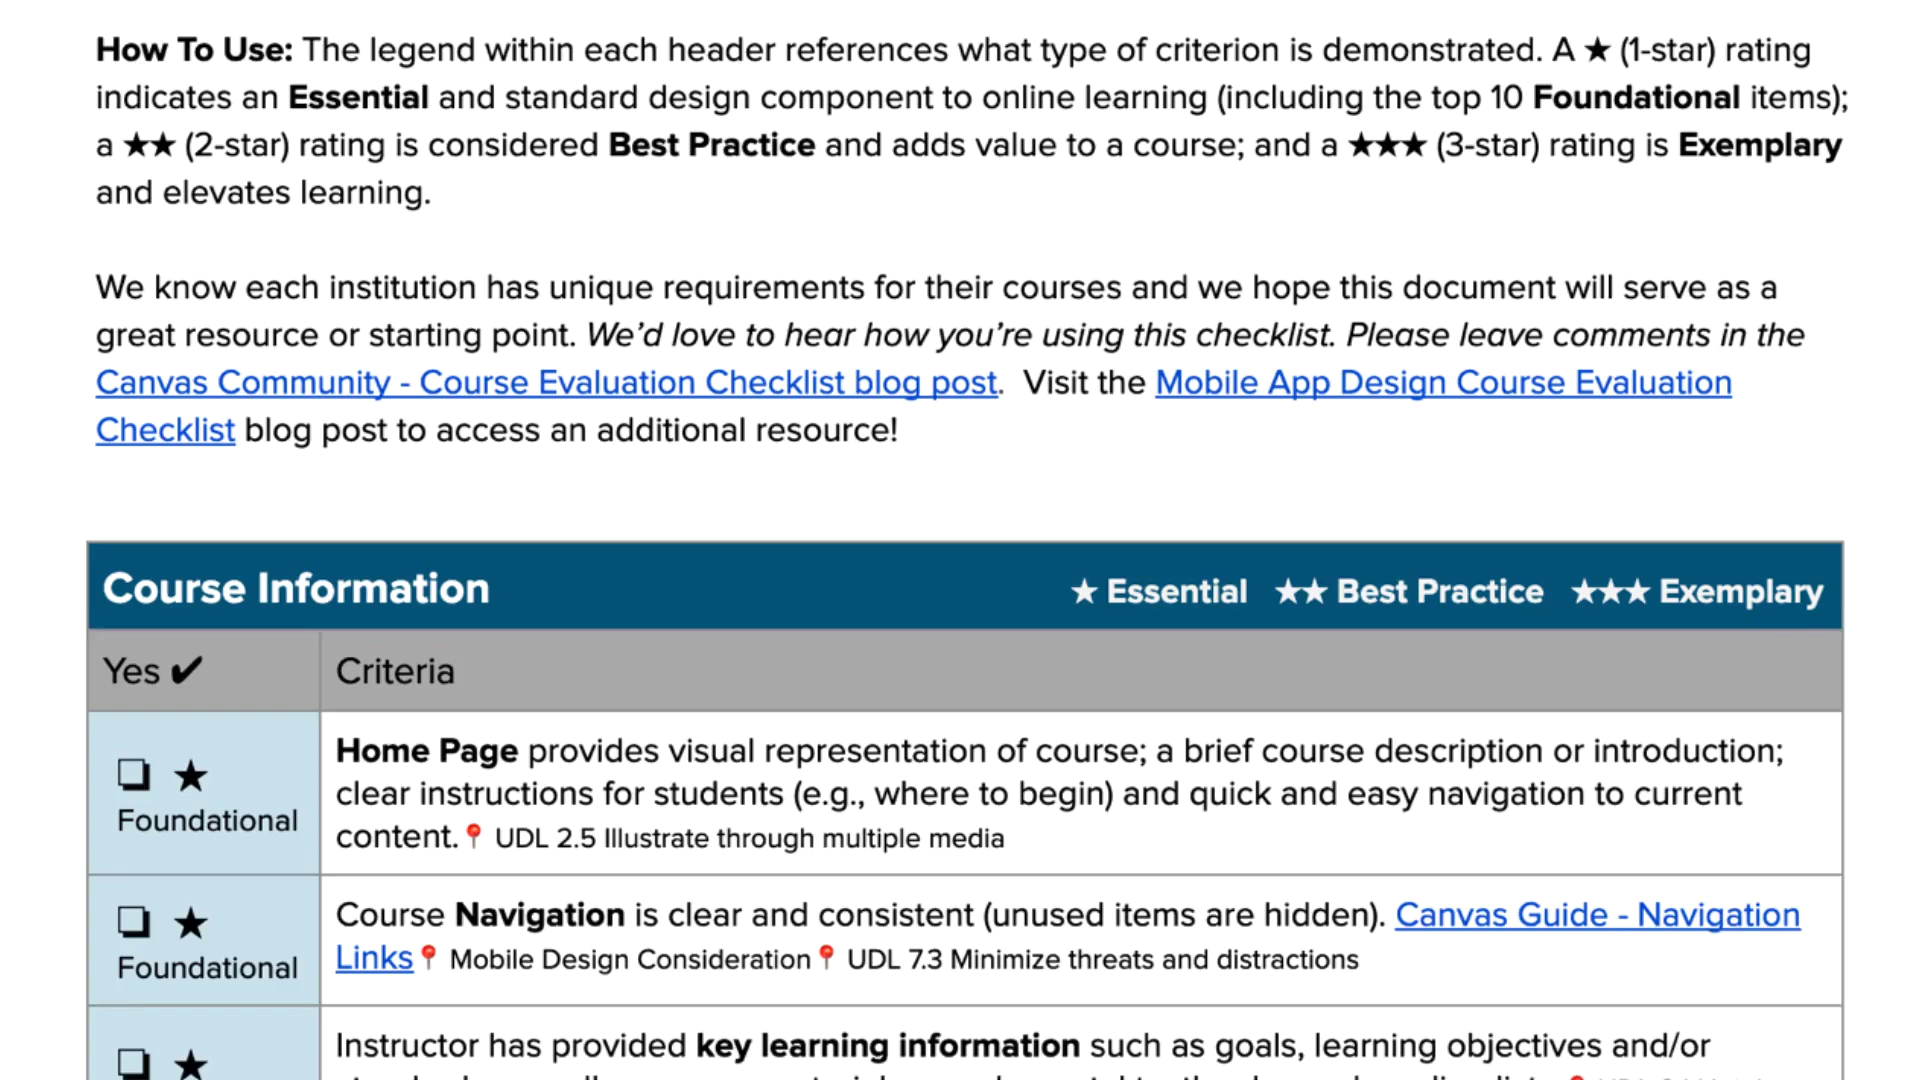 How To Use: The legend within each header references what type of criterion is demonstrated. A ★ (1-star) rating
indicates an Essential and standard design component to online learning (including the top 10 Foundational items);
a ★★ (2-star) rating is considered Best Practice and adds value to a course; and a ★★★ (3-star) rating is Exemplary
and elevates learning.
We know each institution has unique requirements for their courses and we hope this document will serve as a
great resource or starting point. We’d love to hear how you’re using this checklist. Please leave comments in the
Canvas Community - Course Evaluation Checklist blog post. Visit the Mobile App Design Course Evaluation
Checklist blog post to access an additional resource!
Course Information ★ Essential ★★ Best Practice ★★★ Exemplary
Yes ✔ Criteria
❏ ★
Foundational
Home Page provides visual representation of course; a brief course description or introduction;
clear instructions for students (e.g., where to begin) and quick and easy navigation to current
content.📍 UDL 2.5 Illustrate through multiple media
❏ ★
Foundational
Course Navigation is clear and consistent (unused items are hidden). Canvas Guide - Navigation
Links📍 Mobile Design Consideration📍 UDL 7.3 Minimize threats and distractions
❏ ★
Instructor has provided key learning information such as goals, learning objectives and/or